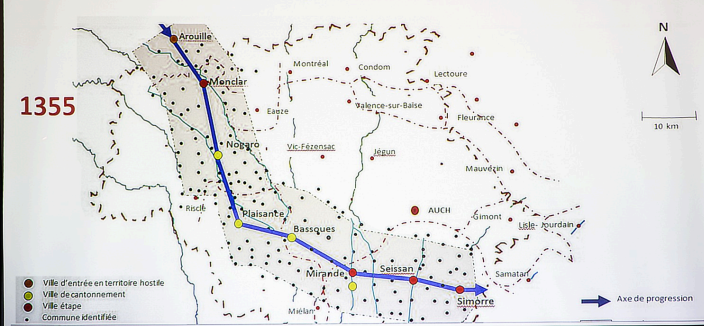 1355
N
10 km
Arouille
Monclar
Montréal
Condom
Lectoure
Eauze
Valence-sur-Baïse
Fleurance
Nogaro
Vic-Fézensac
Jégun
Mauvezin
Riscle
Plaisance
AUCH
Gimont
Lisle-Jourdain
Bassoues
Mirande
Seissan
Samatan
Simorre
Miélan
Ville d'entrée en territoire hostile
Ville de cantonnement
Ville étape
Commune identifiée
Axe de progression